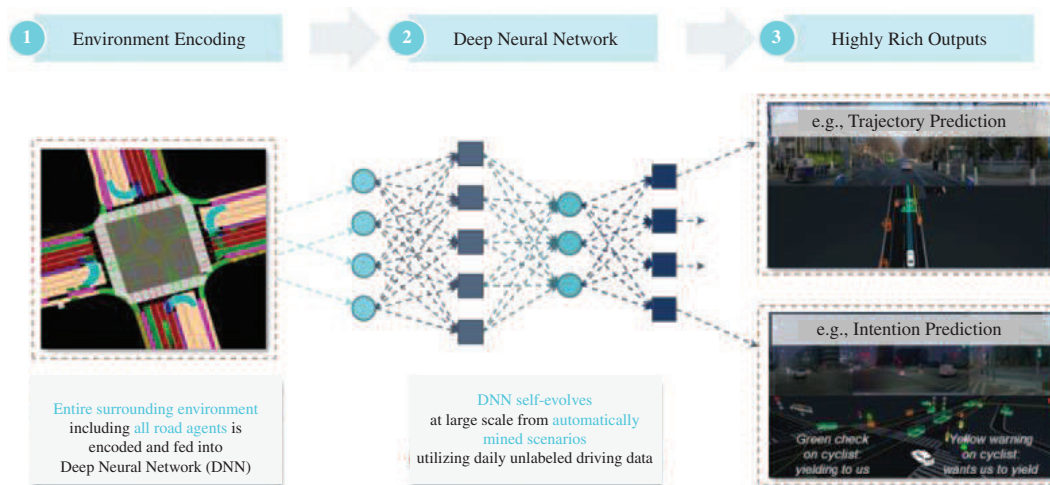 1 Environment Encoding
2 Deep Neural Network
3 Highly Rich Outputs
e.g., Trajectory Prediction
e.g., Intention Prediction
Green check
on cyclist:
yielding to us
Yellow warning
on cyclist:
wants us to yield
Entire surrounding environment
including all road agents is
encoded and fed into
Deep Neural Network (DNN)
DNN self-evolves
at large scale from automatically
mined scenarios
utilizing daily unlabeled driving data